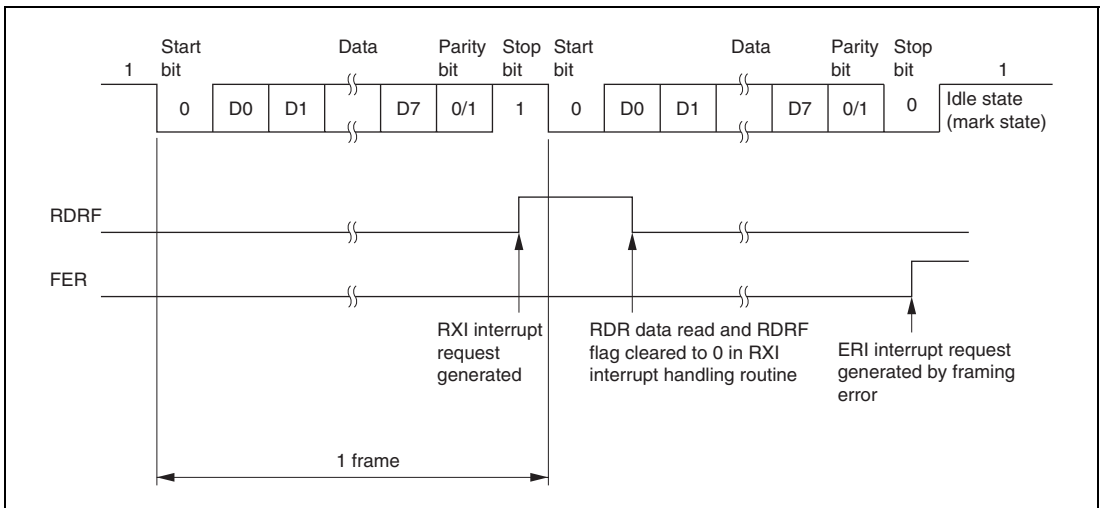 Start bit Data Parity bit Stop bit Start bit Data Parity bit Stop bit
1 1
0 D0 D1 D7 0/1 1 0 D0 D1 D7 0/1 0 Idle state
(mark state)
RDRF
FER
RXI interrupt
request
generated
RDR data read and RDRF
flag cleared to 0 in RXI
interrupt handling routine
ERI interrupt request
generated by framing
error
1 frame